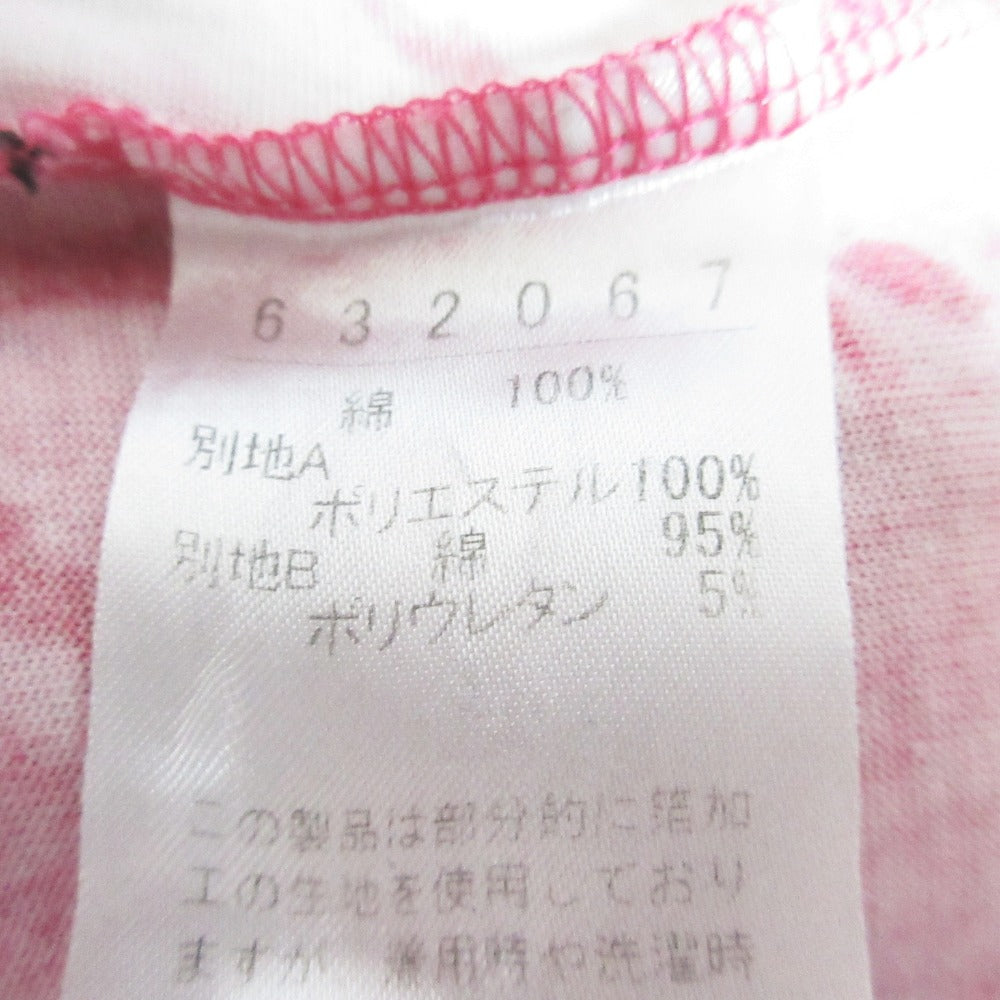 632067
綿 100%
別地A
ポリエステル100%
別地B 綿 95%
ポリウレタン 5%
この製品は部分的に箔加
工の生地を使用しており
ますが 着用時や洗濯時